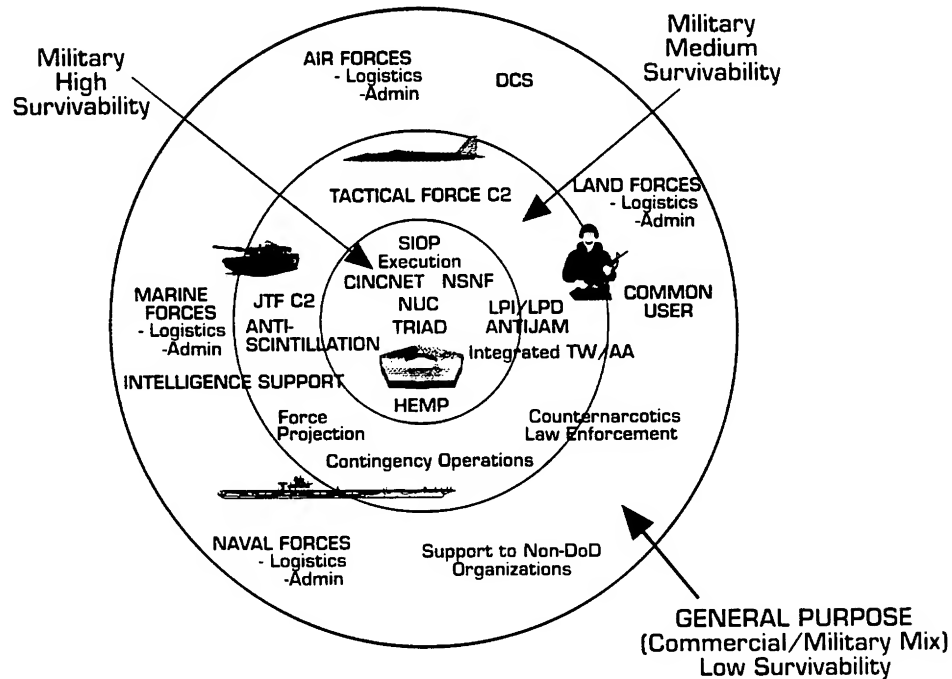 Military
High
Survivability
Military
Medium
Survivability
AIR FORCES
- Logistics
-Admin
DCS
TACTICAL FORCE C2
LAND FORCES
- Logistics
-Admin
SIOP
Execution
CINCNET NSNF
NUC
TRIAD
HEMP
MARINE
FORCES
- Logistics
-Admin
JTF C2
ANTI-
SCINTILLATION
LPI/LPD
ANTIJAM
Integrated TW/AA
COMMON
USER
INTELLIGENCE SUPPORT
Force
Projection
Counternarcotics
Law Enforcement
Contingency Operations
NAVAL FORCES
- Logistics
-Admin
Support to Non-DoD
Organizations
GENERAL PURPOSE
(Commercial/Military Mix)
Low Survivability